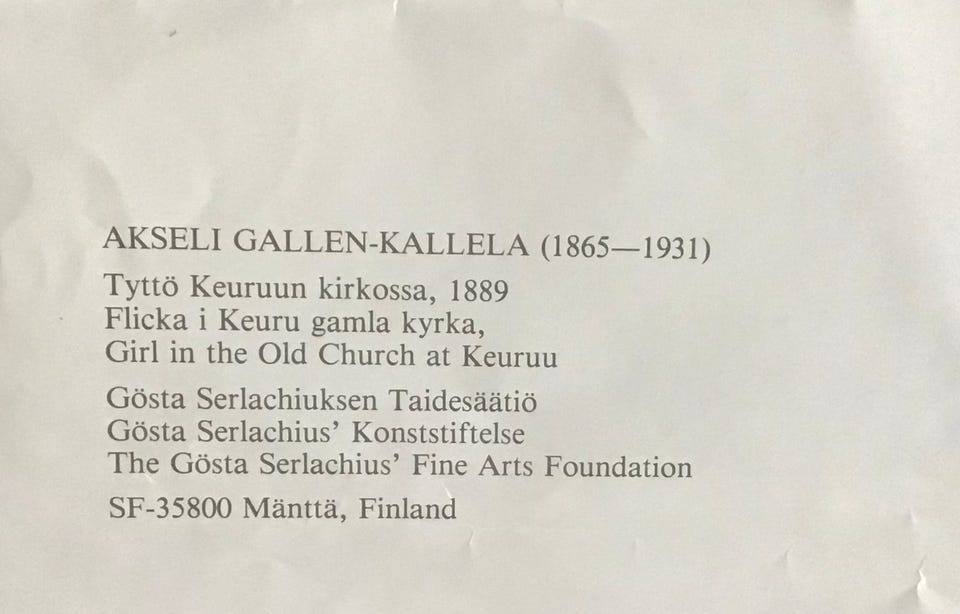 AKSELI GALLEN-KALLELA (1865—1931)
Tyttö Keuruun kirkossa, 1889
Flicka i Keuru gamla kyrka,
Girl in the Old Church at Keuruu
Gösta Serlachiuksen Taidesäätiö
Gösta Serlachius’ Konststiftelse
The Gösta Serlachius’ Fine Arts Foundation
SF-35800 Mänttä, Finland